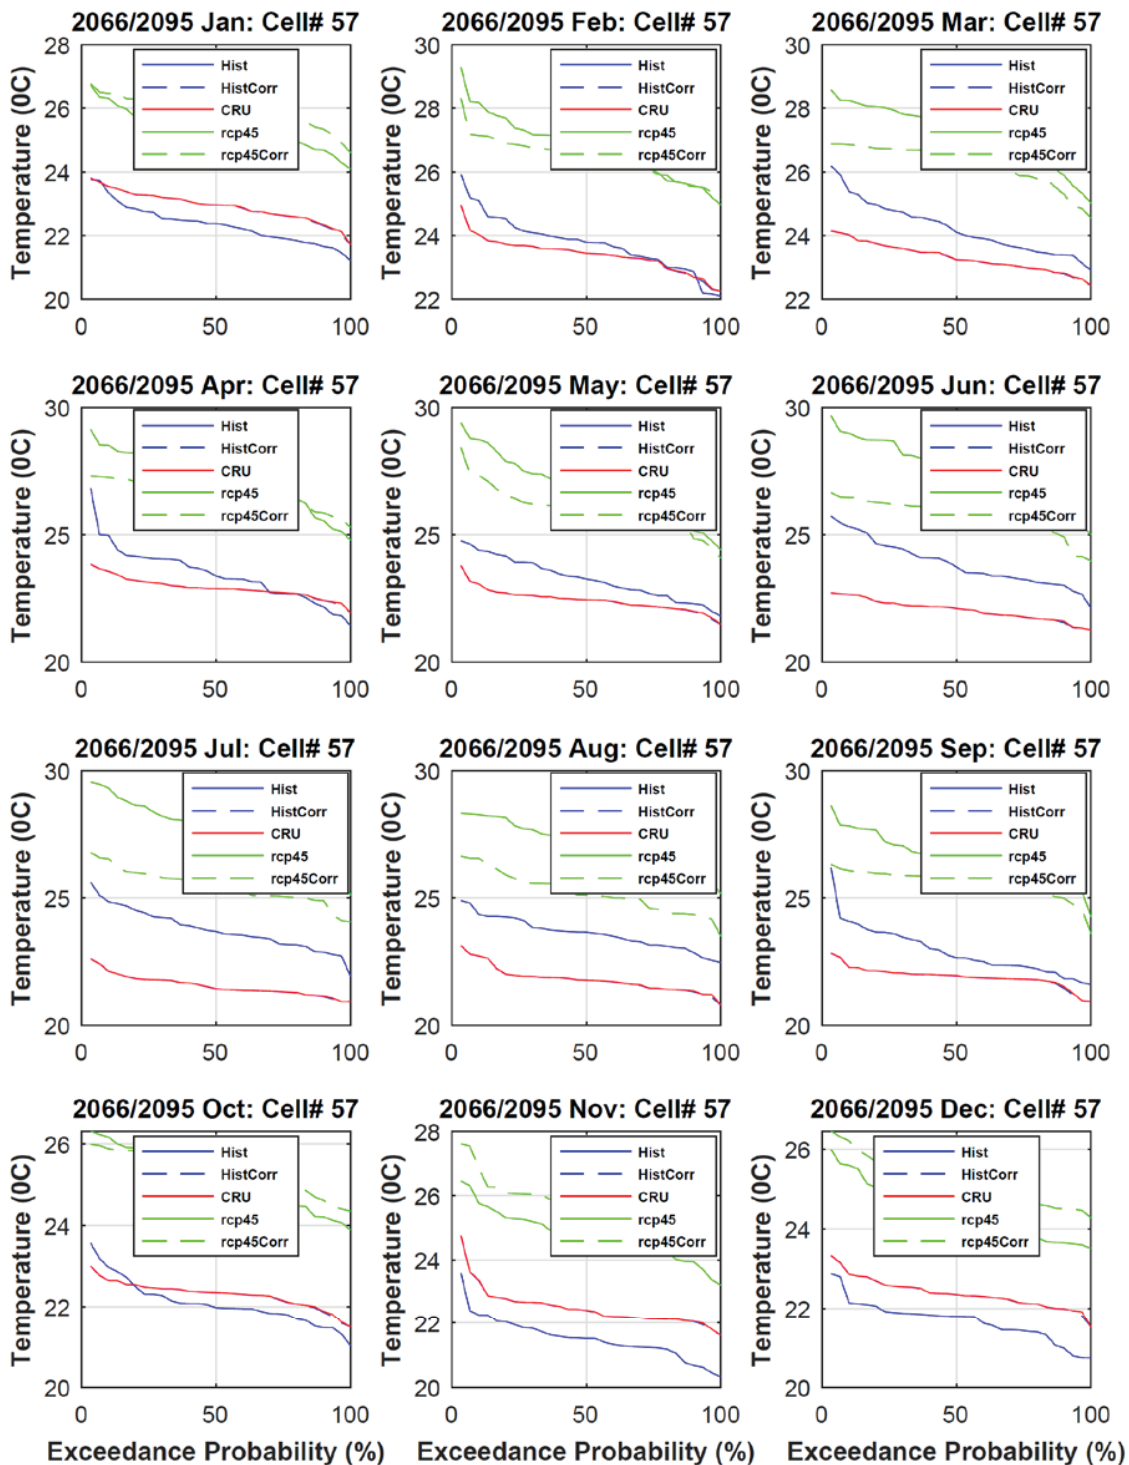 2066/2095 Jan: Cell# 57
Temperature (0C)
28
26
24
22
20
0 50 100
Hist
HistCorr
CRU
rcp45
rcp45Corr
2066/2095 Feb: Cell# 57
Temperature (0C)
30
28
26
24
22
0 50 100
Hist
HistCorr
CRU
rcp45
rcp45Corr
2066/2095 Mar: Cell# 57
Temperature (0C)
30
28
26
24
22
0 50 100
Hist
HistCorr
CRU
rcp45
rcp45Corr
2066/2095 Apr: Cell# 57
Temperature (0C)
30
25
20
0 50 100
Hist
HistCorr
CRU
rcp45
rcp45Corr
2066/2095 May: Cell# 57
Temperature (0C)
30
25
20
0 50 100
Hist
HistCorr
CRU
rcp45
rcp45Corr
2066/2095 Jun: Cell# 57
Temperature (0C)
30
25
20
0 50 100
Hist
HistCorr
CRU
rcp45
rcp45Corr
2066/2095 Jul: Cell# 57
Temperature (0C)
30
25
20
0 50 100
Hist
HistCorr
CRU
rcp45
rcp45Corr
2066/2095 Aug: Cell# 57
Temperature (0C)
30
25
20
0 50 100
Hist
HistCorr
CRU
rcp45
rcp45Corr
2066/2095 Sep: Cell# 57
Temperature (0C)
30
25
20
0 50 100
Hist
HistCorr
CRU
rcp45
rcp45Corr
2066/2095 Oct: Cell# 57
Temperature (0C)
26
24
22
20
0 50 100
Exceedance Probability (%)
Hist
HistCorr
CRU
rcp45
rcp45Corr
2066/2095 Nov: Cell# 57
Temperature (0C)
28
26
24
22
20
0 50 100
Exceedance Probability (%)
Hist
HistCorr
CRU
rcp45
rcp45Corr
2066/2095 Dec: Cell# 57
Temperature (0C)
26
24
22
20
0 50 100
Exceedance Probability (%)
Hist
HistCorr
CRU
rcp45
rcp45Corr